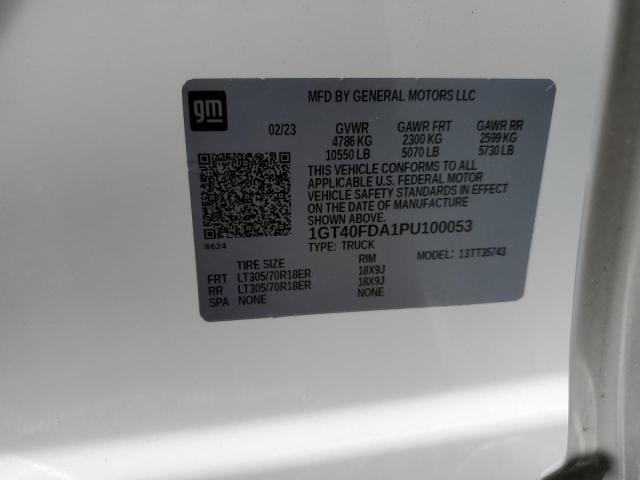 gm
MFD BY GENERAL MOTORS LLC
02/23 GVWR GAWR FRT GAWR RR
4786 KG 2300 KG 2599 KG
10550 LB 5070 LB 5730 LB
THIS VEHICLE CONFORMS TO ALL
APPLICABLE U.S. FEDERAL MOTOR
VEHICLE SAFETY STANDARDS IN EFFECT
ON THE DATE OF MANUFACTURE
SHOWN ABOVE.
1GT40FDA1PU100053
8624
TYPE: TRUCK MODEL: 13TT35743
TIRE SIZE RIM
FRT LT305/70R18ER 18X9J
RR LT305/70R18ER 18X9J
SPA NONE NONE